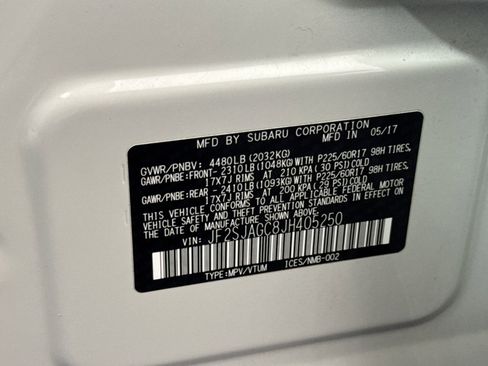 MFD BY SUBARU CORPORATION 05/17
GVWR/PNBV: 4480LB(2032KG)
GAWR/PNBE:FRONT- 2310LB(1048KG)WITH P225/60R17 98H TIRES,
17X7J RIMS AT 210 KPA(30 PSI)COLD
GAWR/PNBE:REAR - 2410LB(1093KG)WITH P225/60R17 98H TIRES,
17X7J RIMS AT 200 KPA(29 PSI)COLD
THIS VEHICLE CONFORMS TO ALL APPLICABLE FEDERAL MOTOR
VEHICLE SAFETY AND THEFT PREVENTION STANDARDS IN EFFECT
ON THE DATE OF MANUFACTURE SHOWN ABOVE.
VIN: JF2SJAGC8JH405250
TYPE:MPV/VTUM ICES/NMB-002